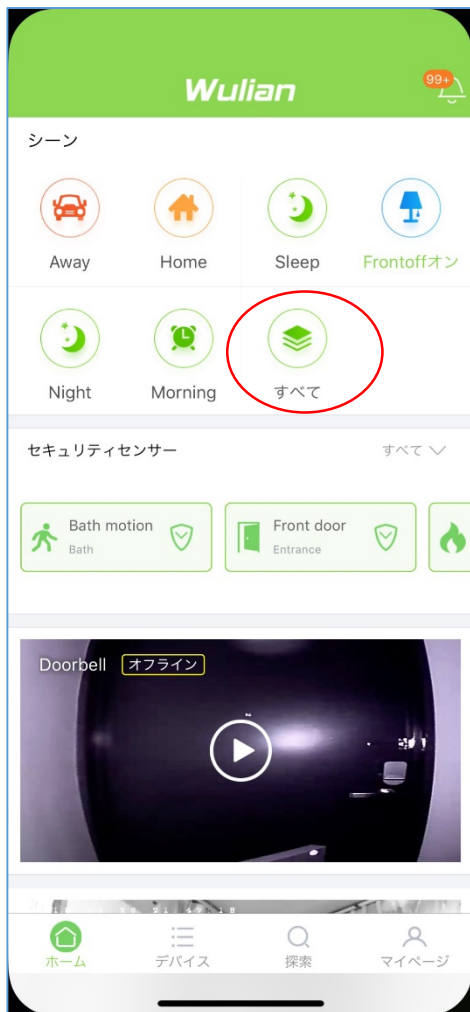 Wulian
99+
シーン
Away
Home
Sleep
Frontoffオン
Night
Morning
すべて
セキュリティセンサー
すべて
Bath motion
Bath
Front door
Entrance
Doorbell
オフライン
ホーム
デバイス
探索
マイページ